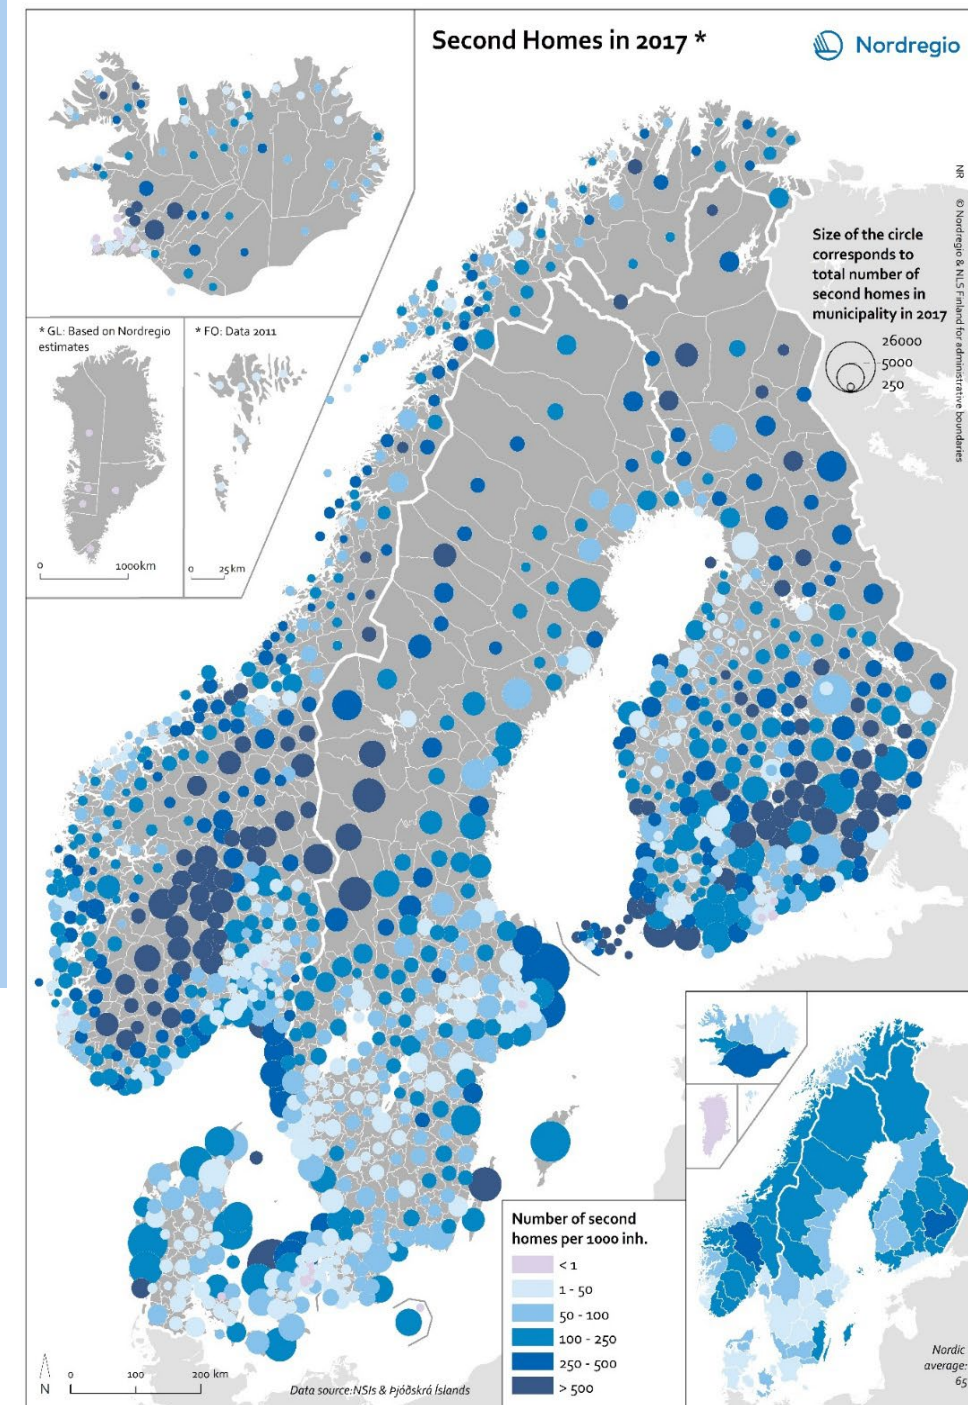 Second Homes in 2017 *
Nordregio
NR © Nordregio & NLS Finland for administrative boundaries
Size of the circle
corresponds to
total number of
second homes in
municipality in 2017
26000
5000
250
* GL: Based on Nordregio
estimates
* FO: Data 2011
0 1000km
0 25 km
Number of second
homes per 1000 inh.
< 1
1 - 50
50 - 100
100 - 250
250 - 500
> 500
Nordic
average:
65
N
0 100 200 km
Data source:NSIs & Þjóðskrá Íslands